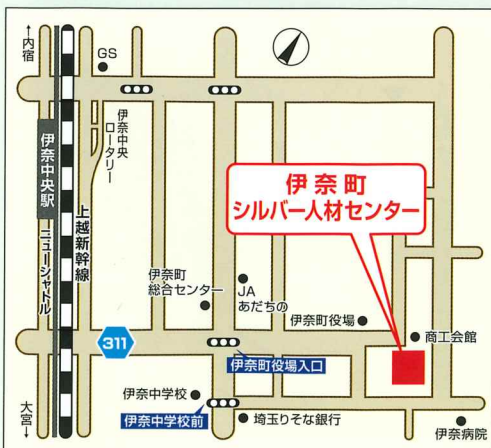 ↑内宿
GS
伊奈中央
ロータリー
伊奈中央駅
ニューシャトル
上越新幹線
伊奈町
シルバー人材センター
伊奈町
総合センター
JA
あだちの
伊奈町役場
商工会館
311
伊奈町役場入口
伊奈中学校
伊奈中学校前
埼玉りそな銀行
伊奈病院
大宮↓